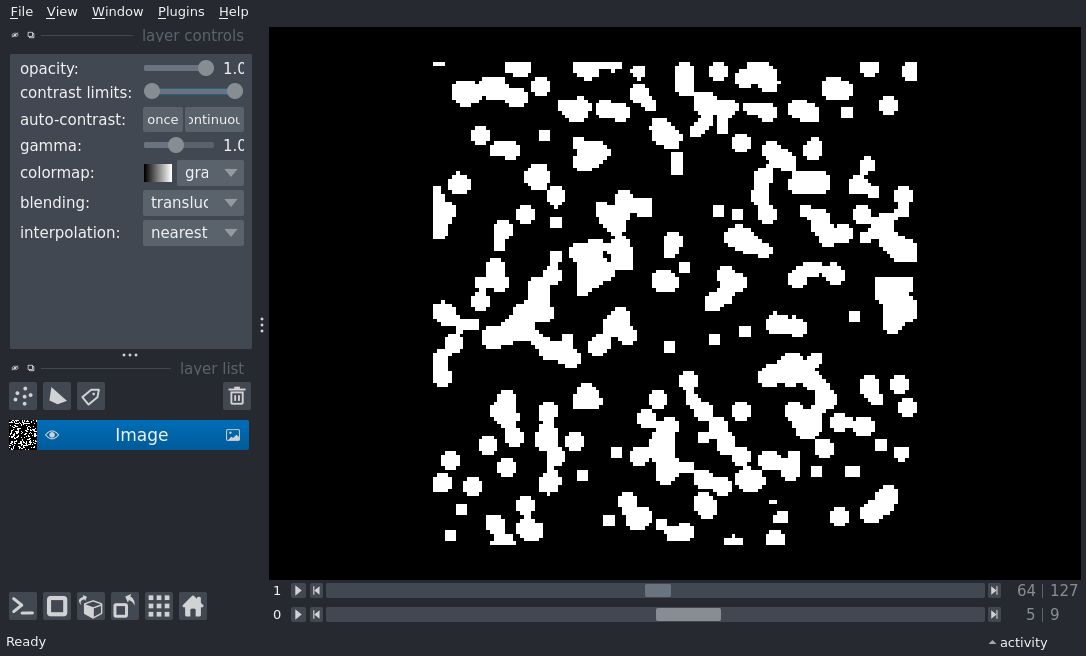 File View Window Plugins Help
layer controls
opacity: 1.0
contrast limits:
auto-contrast: once ontinuou
gamma: 1.0
colormap: gra
blending: transluc
interpolation: nearest
layer list
Image
1 64 127
0 5 9
Ready activity